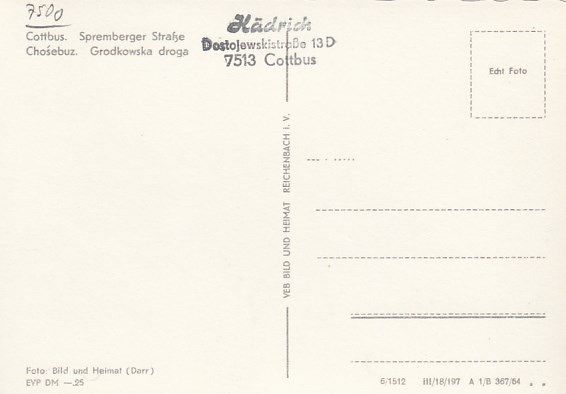 7500
Cottbus. Spremberger Straße
Chośebuz. Grodkowska droga
Hädrich
Dostojewskistraße 13 D
7513 Cottbus
Echt Foto
VEB BILD UND HEIMAT REICHENBACH I. V.
Foto: Bild und Heimat (Darr)
EVP DM —.25
6/1512 III/18/197 A 1/B 367/64